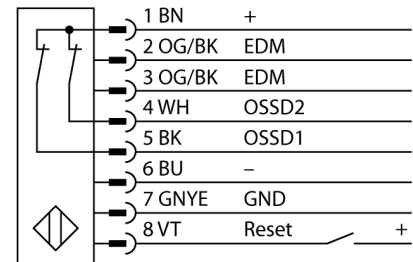 1 BN +
2 OG/BK EDM
3 OG/BK EDM
4 WH OSSD2
5 BK OSSD1
6 BU –
7 GNYE GND
8 VT Reset +